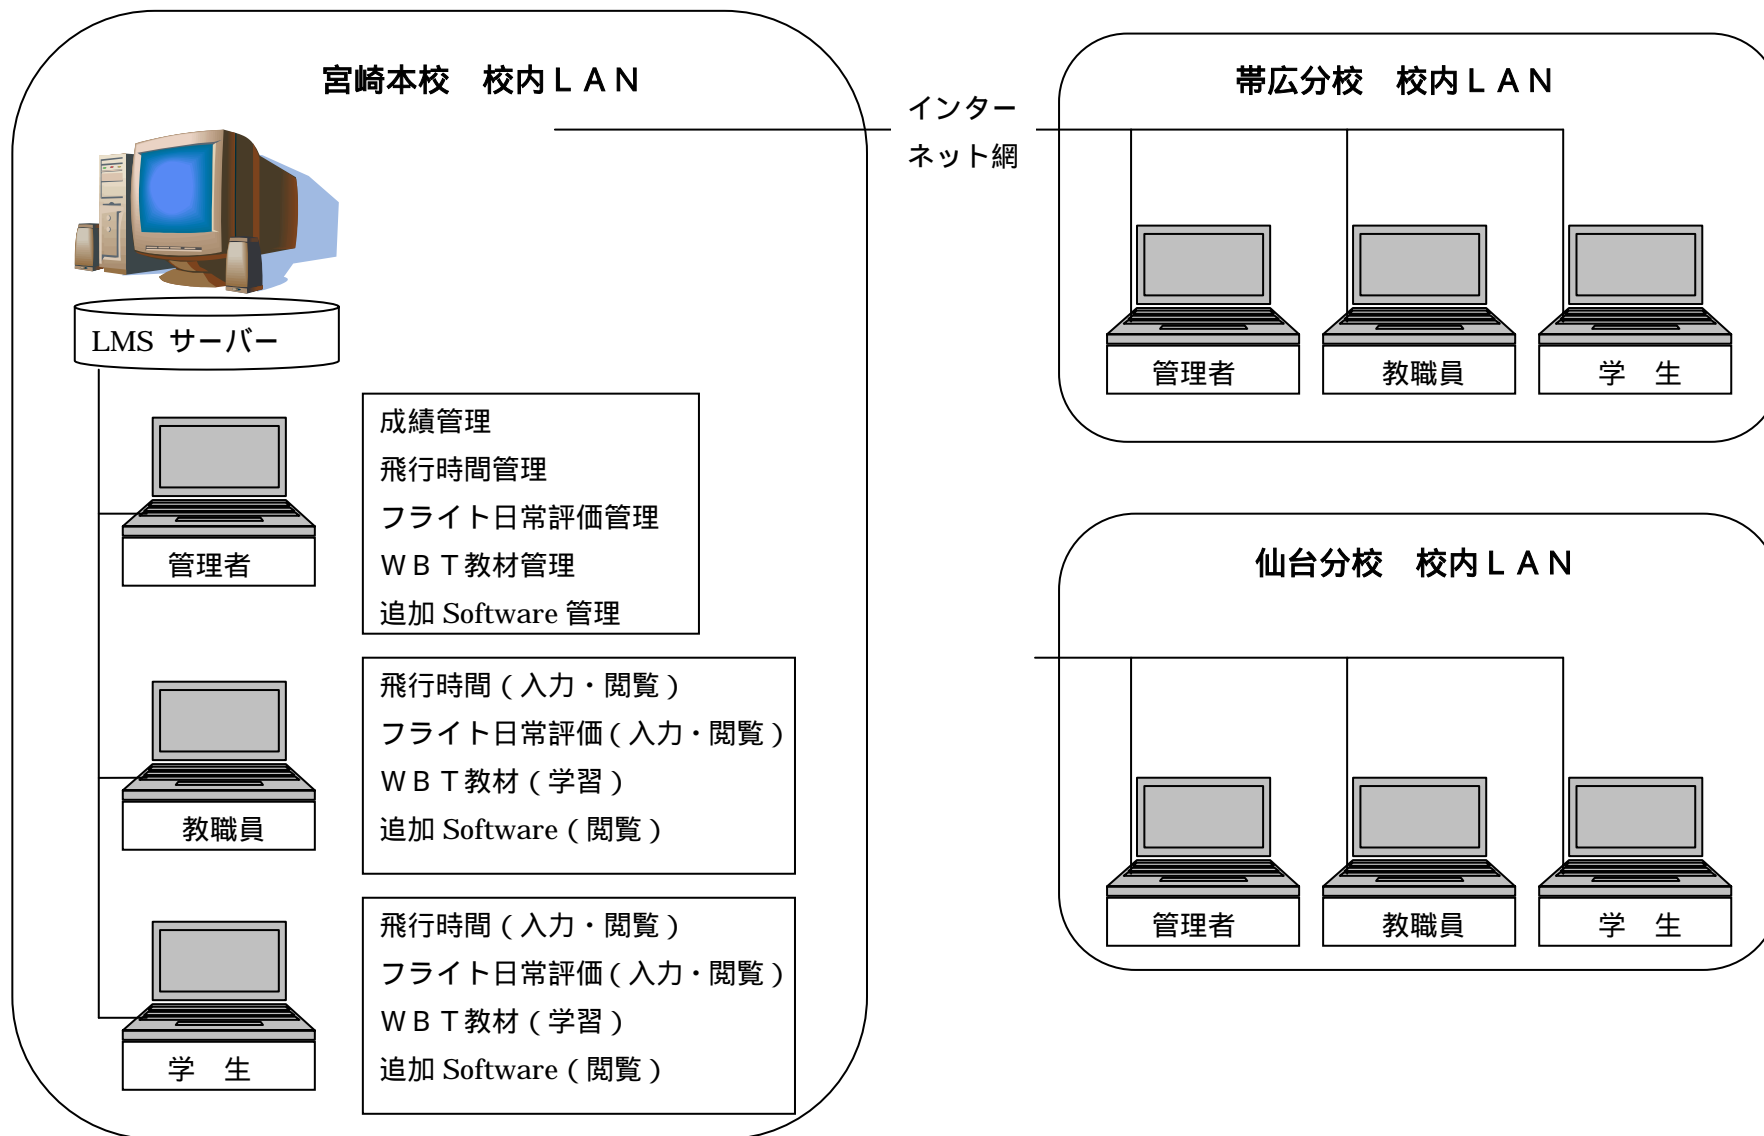 宮崎本校　校内ＬＡＮ
LMS サーバー
管理者
成績管理
飛行時間管理
フライト日常評価管理
ＷＢＴ教材管理
追加 Software 管理
教職員
飛行時間（入力・閲覧）
フライト日常評価（入力・閲覧）
ＷＢＴ教材（学習）
追加 Software（閲覧）
学　生
飛行時間（入力・閲覧）
フライト日常評価（入力・閲覧）
ＷＢＴ教材（学習）
追加 Software（閲覧）
インター
ネット網
帯広分校　校内ＬＡＮ
管理者
教職員
学　生
仙台分校　校内ＬＡＮ
管理者
教職員
学　生